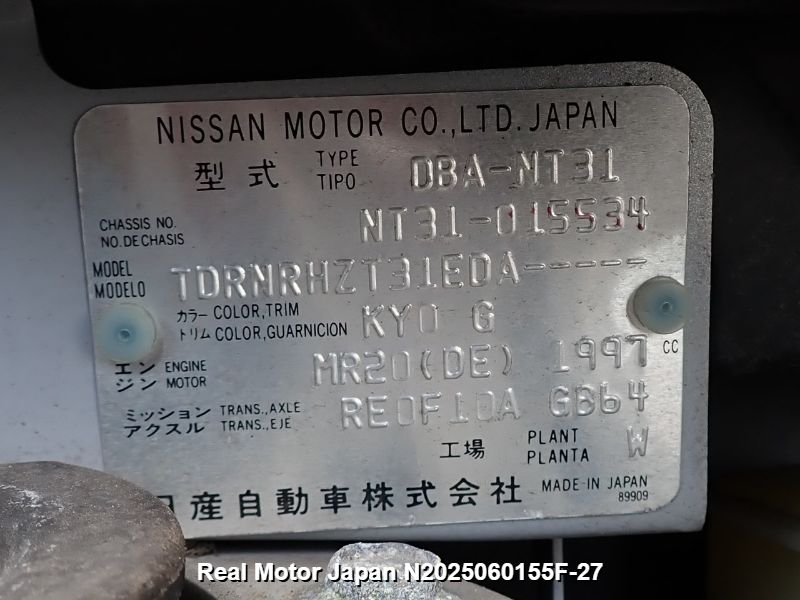 NISSAN MOTOR CO.,LTD. JAPAN
型式 TYPE TIPO DBA-NT31
CHASSIS NO. NO. DE CHASIS NT31-015534
MODEL MODELO TDRNRHZT31EDA-----
カラー COLOR,TRIM
トリム COLOR,GUARNICION KY0 G
エンジン ENGINE MOTOR MR20(DE) 1997 CC
ミッション TRANS.,AXLE
アクスル TRANS.,EJE RE0F10A GB64
工場 PLANT PLANTA W
日産自動車株式会社 MADE IN JAPAN
89909
Real Motor Japan N2025060155F-27